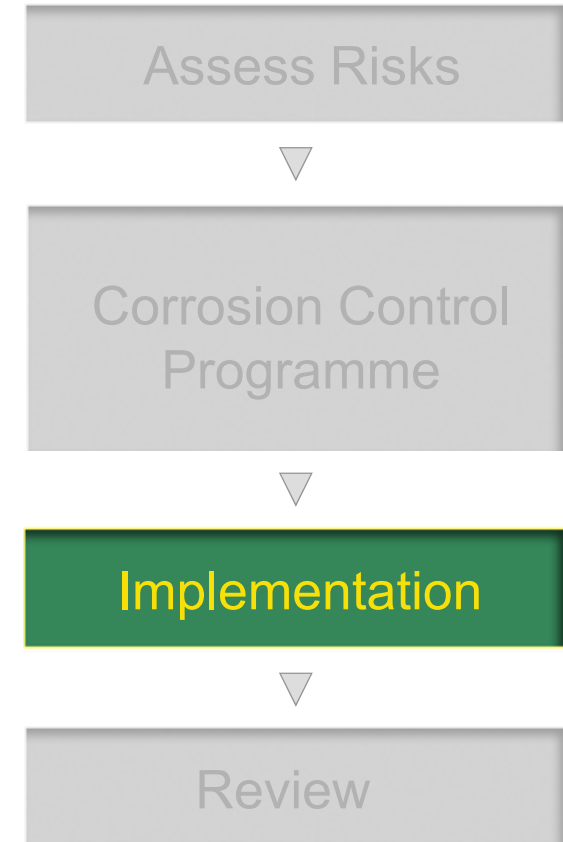 Assess Risks
Corrosion Control
Programme
Implementation
Review